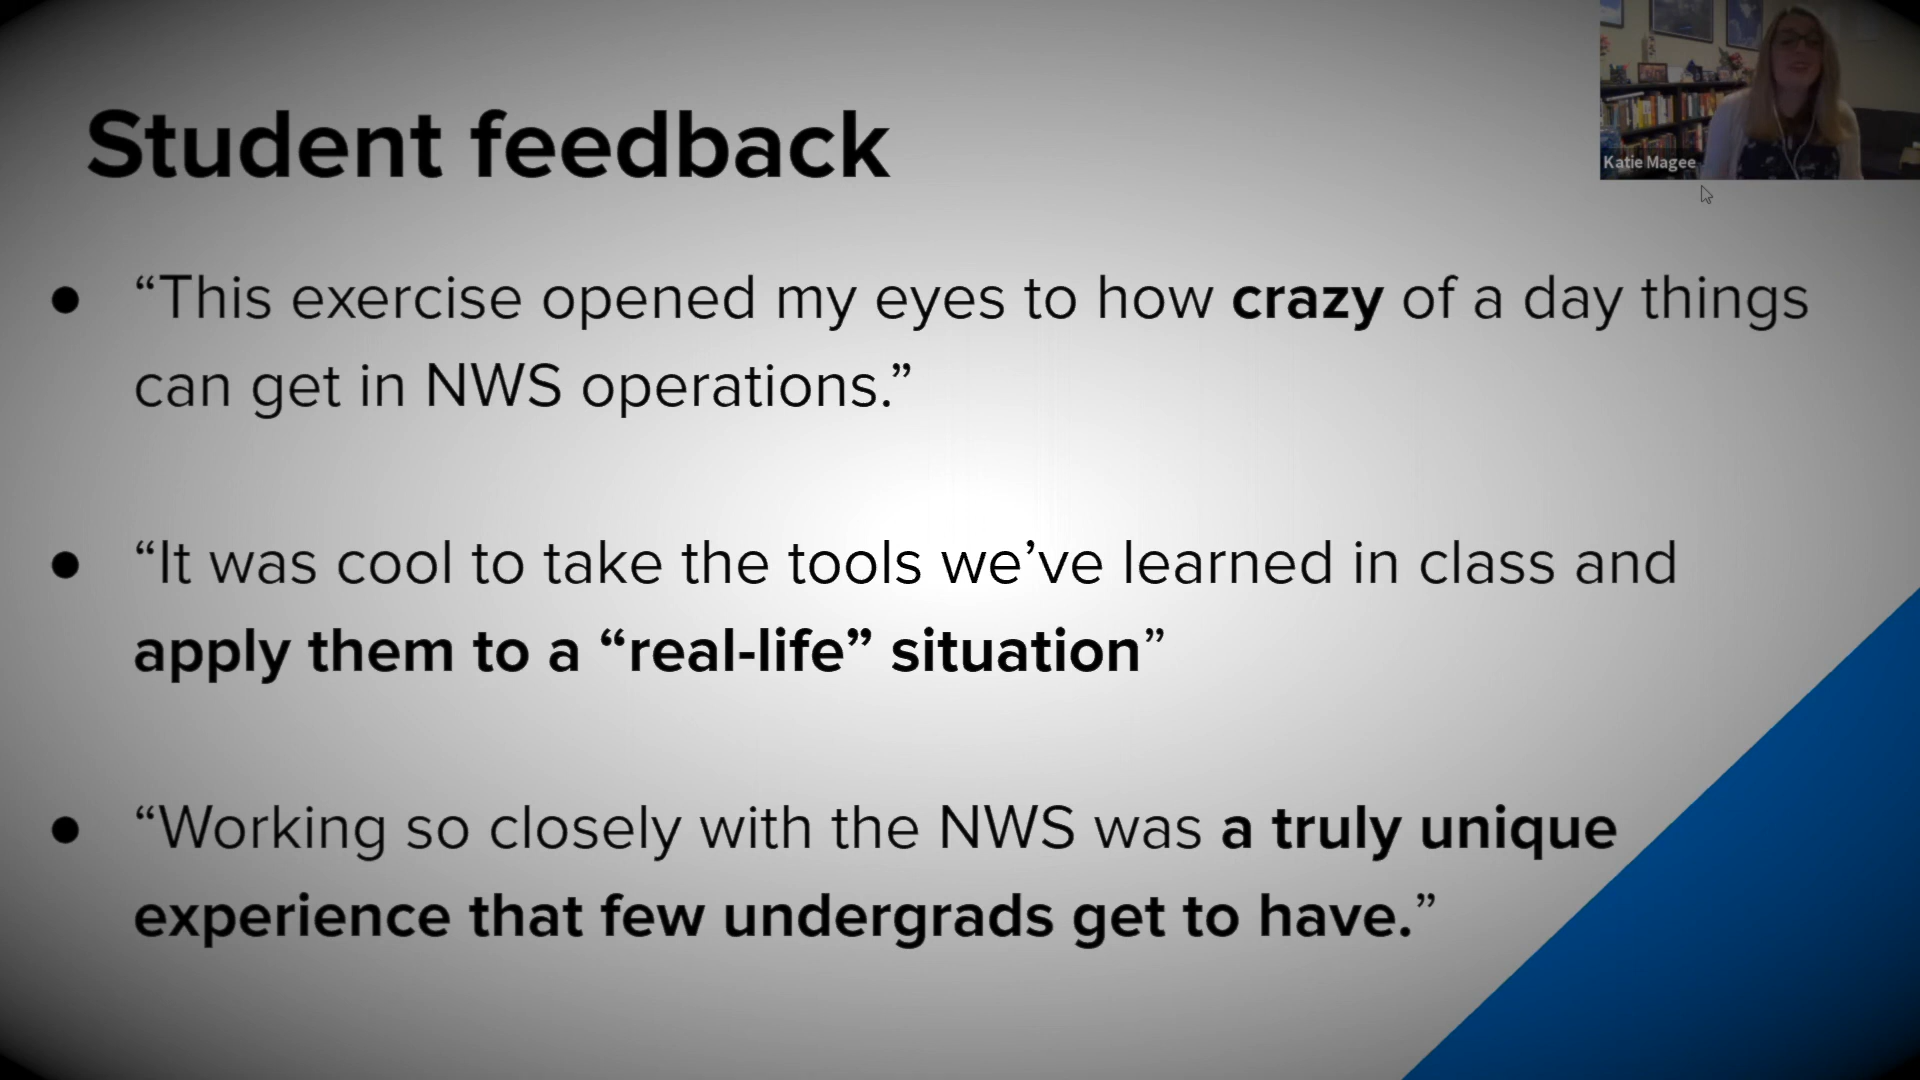 Katie Magee
Student feedback
• “This exercise opened my eyes to how crazy of a day things
can get in NWS operations.”
• “It was cool to take the tools we’ve learned in class and
apply them to a “real-life” situation”
• “Working so closely with the NWS was a truly unique
experience that few undergrads get to have.”